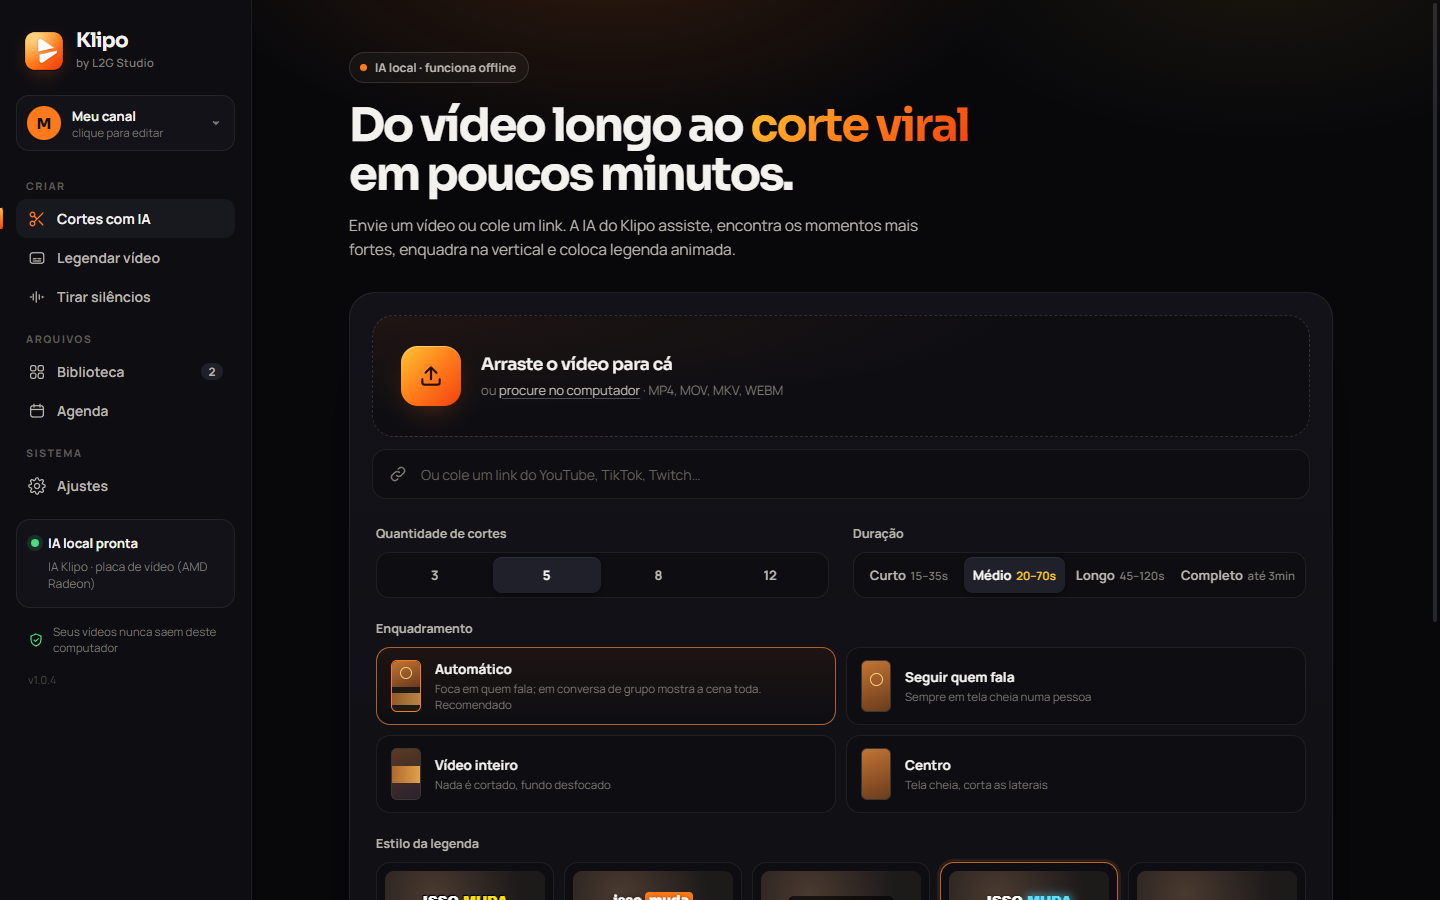 Klipo
by L2G Studio
M
Meu canal
clique para editar
CRIAR
Cortes com IA
Legendar vídeo
Tirar silêncios
ARQUIVOS
Biblioteca 2
Agenda
SISTEMA
Ajustes
IA local pronta
IA Klipo · placa de vídeo (AMD
Radeon)
Seus vídeos nunca saem deste
computador
v1.0.4
IA local · funciona offline
Do vídeo longo ao corte viral
em poucos minutos.
Envie um vídeo ou cole um link. A IA do Klipo assiste, encontra os momentos mais
fortes, enquadra na vertical e coloca legenda animada.
Arraste o vídeo para cá
ou procure no computador · MP4, MOV, MKV, WEBM
Ou cole um link do YouTube, TikTok, Twitch...
Quantidade de cortes
3 5 8 12
Duração
Curto 15–35s Médio 20–70s Longo 45–120s Completo até 3min
Enquadramento
Automático
Foca em quem fala; em conversa de grupo mostra a cena toda.
Recomendado
Seguir quem fala
Sempre em tela cheia numa pessoa
Vídeo inteiro
Nada é cortado, fundo desfocado
Centro
Tela cheia, corta as laterais
Estilo da legenda
ISSO MUDA
isso muda
ISSO MUDA